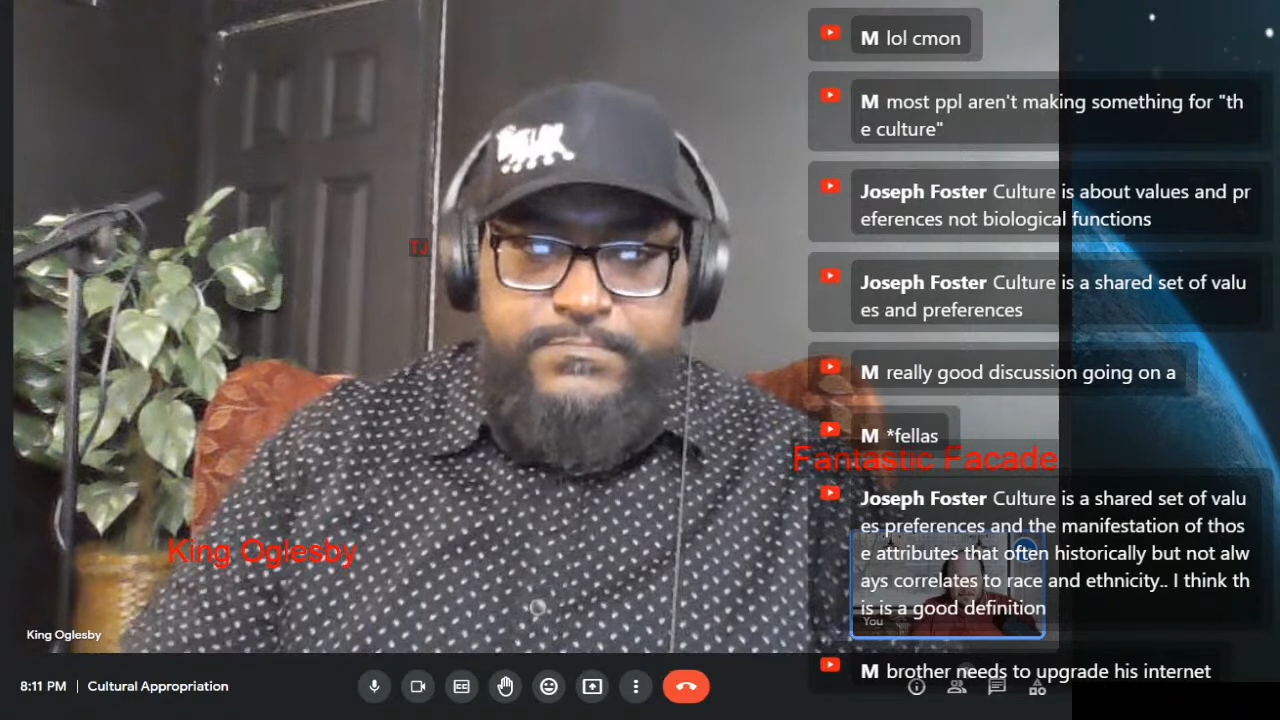 M lol cmon
M most ppl aren't making something for "th
e culture"
Joseph Foster Culture is about values and pr
eferences not biological functions
TJ
Joseph Foster Culture is a shared set of valu
es and preferences
M really good discussion going on a
M *fellas
Fantastic Facade
Joseph Foster Culture is a shared set of valu
es preferences and the manifestation of thos
e attributes that often historically but not alw
ays correlates to race and ethnicity.. I think th
is is a good definition
King Oglesby
You
King Oglesby
M brother needs to upgrade his internet
8:11 PM | Cultural Appropriation